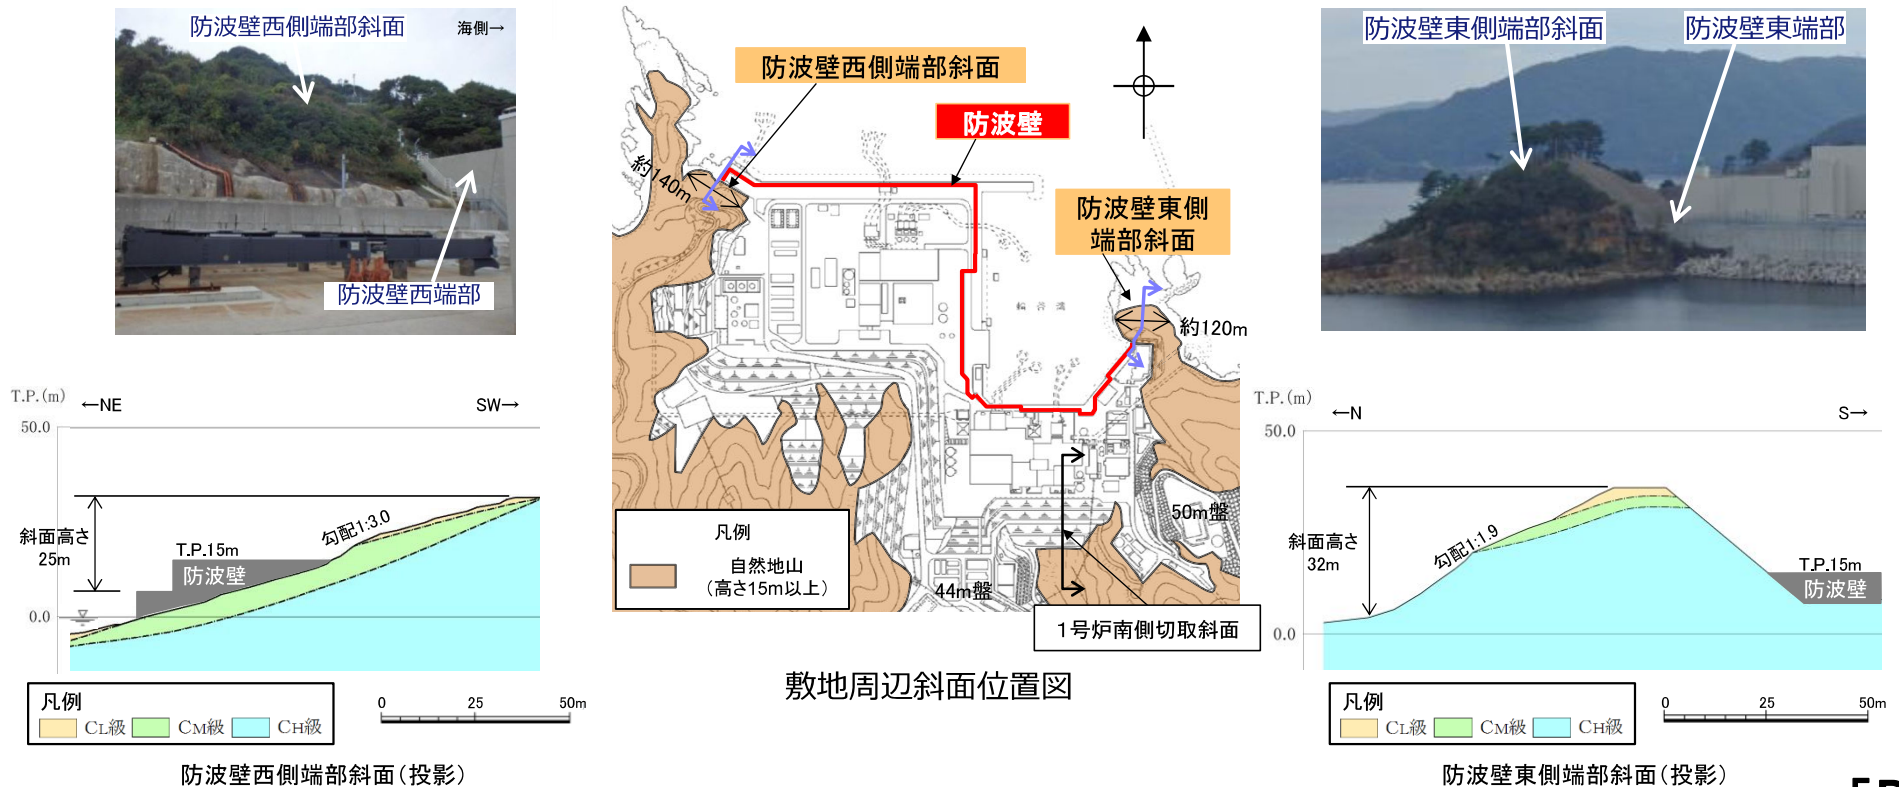 防波壁西側端部斜面
海側→
防波壁西端部
防波壁西側端部斜面
防波壁
約140m
防波壁東側
端部斜面
約120m
輪谷湾
50m盤
44m盤
凡例
自然地山
(高さ15m以上)
1号炉南側切取斜面
敷地周辺斜面位置図
防波壁東側端部斜面
防波壁東端部
T.P.(m)
←NE
SW→
50.0
斜面高さ
25m
勾配1:3.0
T.P.15m
防波壁
0.0
凡例
CL級
CM級
CH級
0
25
50m
防波壁西側端部斜面(投影)
T.P.(m)
←N
S→
50.0
斜面高さ
32m
勾配1:1.9
T.P.15m
防波壁
0.0
凡例
CL級
CM級
CH級
0
25
50m
防波壁東側端部斜面(投影)